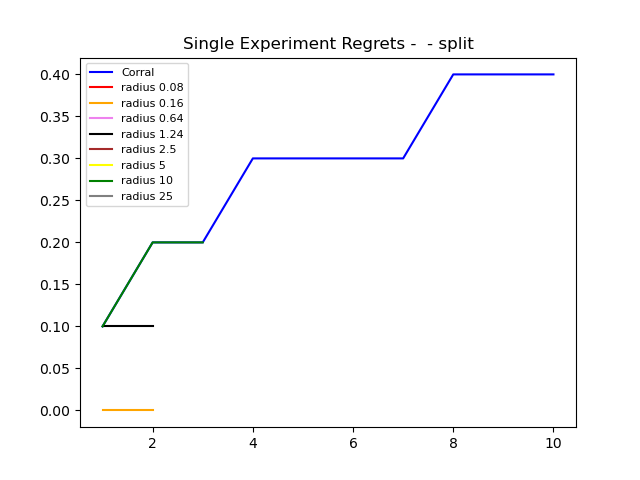 Single Experiment Regrets -  - split
0.40
0.35
0.30
0.25
0.20
0.15
0.10
0.05
0.00
Corral
radius 0.08
radius 0.16
radius 0.64
radius 1.24
radius 2.5
radius 5
radius 10
radius 25
2 4 6 8 10